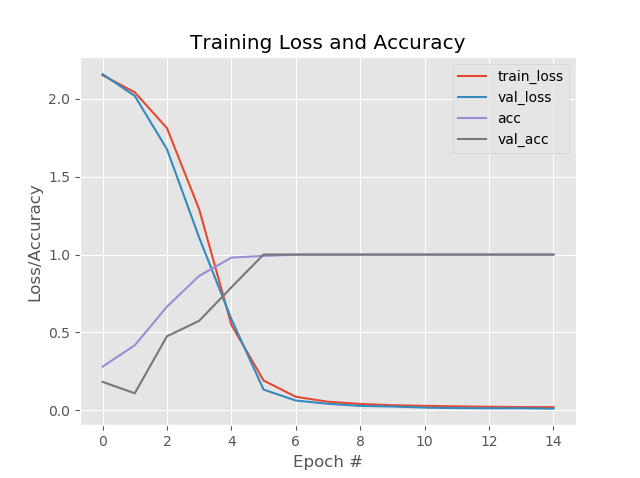 Training Loss and Accuracy
train_loss
val_loss
acc
val_acc
Loss/Accuracy
2.0
1.5
1.0
0.5
0.0
0 2 4 6 8 10 12 14
Epoch #